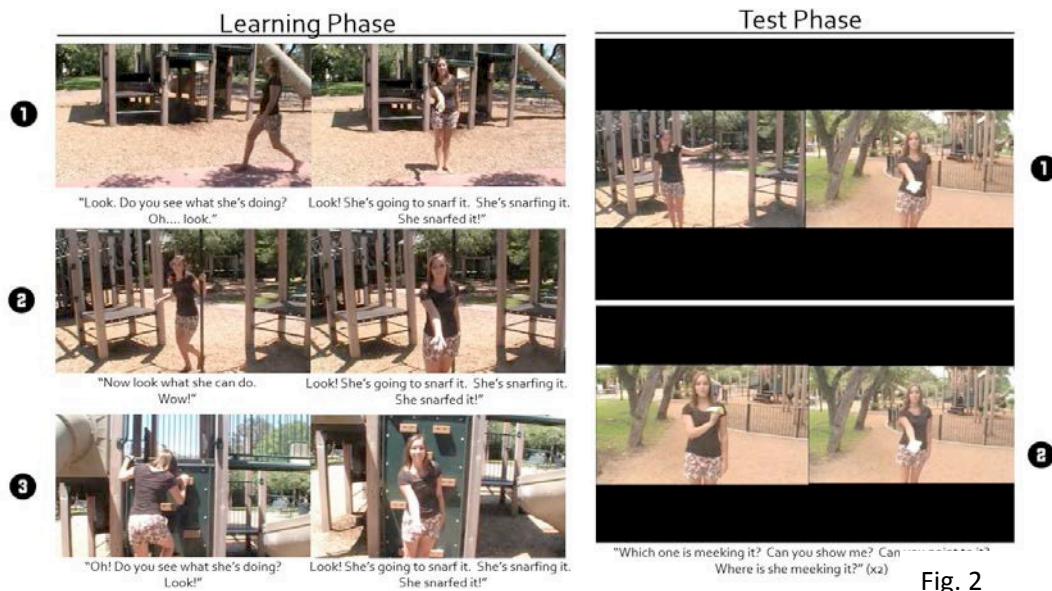 Learning Phase
Test Phase
1
"Look. Do you see what she's doing?
Oh.... look."
Look! She's going to snarf it. She's snarfing it.
She snarfed it!"
2
"Now look what she can do.
Wow!"
Look! She's going to snarf it. She's snarfing it.
She snarfed it!"
3
"Oh! Do you see what she's doing?
Look!"
Look! She's going to snarf it. She's snarfing it.
She snarfed it!"
1
2
"Which one is meeking it? Can you show me?
Where is she meeking it?" (x2)
Fig. 2